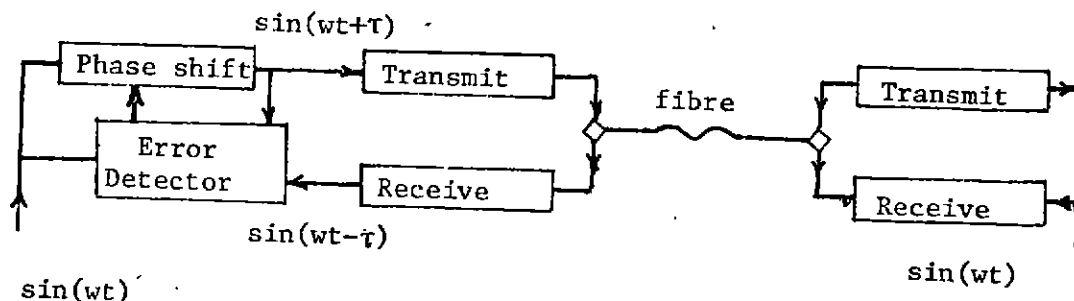 sin(wt+τ)
Phase shift
Transmit
fibre
Transmit
Error
Detector
Receive
Receive
sin(wt-τ)
sin(wt)
sin(wt)